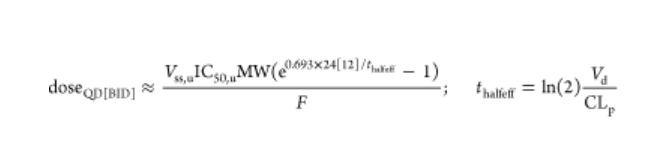 dose_QD[BID] ≈ V_ss,u IC_50,u MW(e^(0.693×24[12]/t_halfeff) − 1) / F ; t_halfeff = ln(2) V_d / CL_p